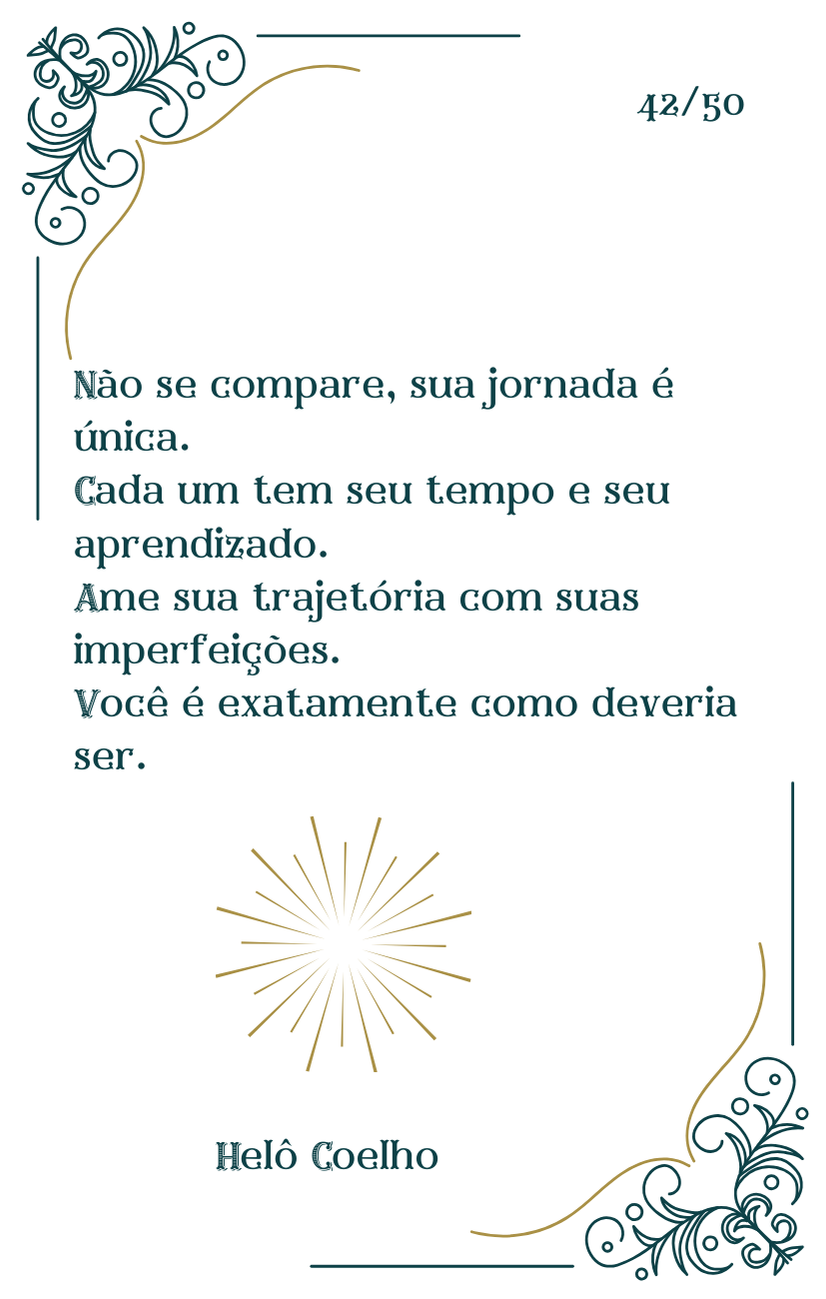 42/50
Não se compare, sua jornada é
única.
Cada um tem seu tempo e seu
aprendizado.
Ame sua trajetória com suas
imperfeições.
Você é exatamente como deveria
ser.
Helô Coelho